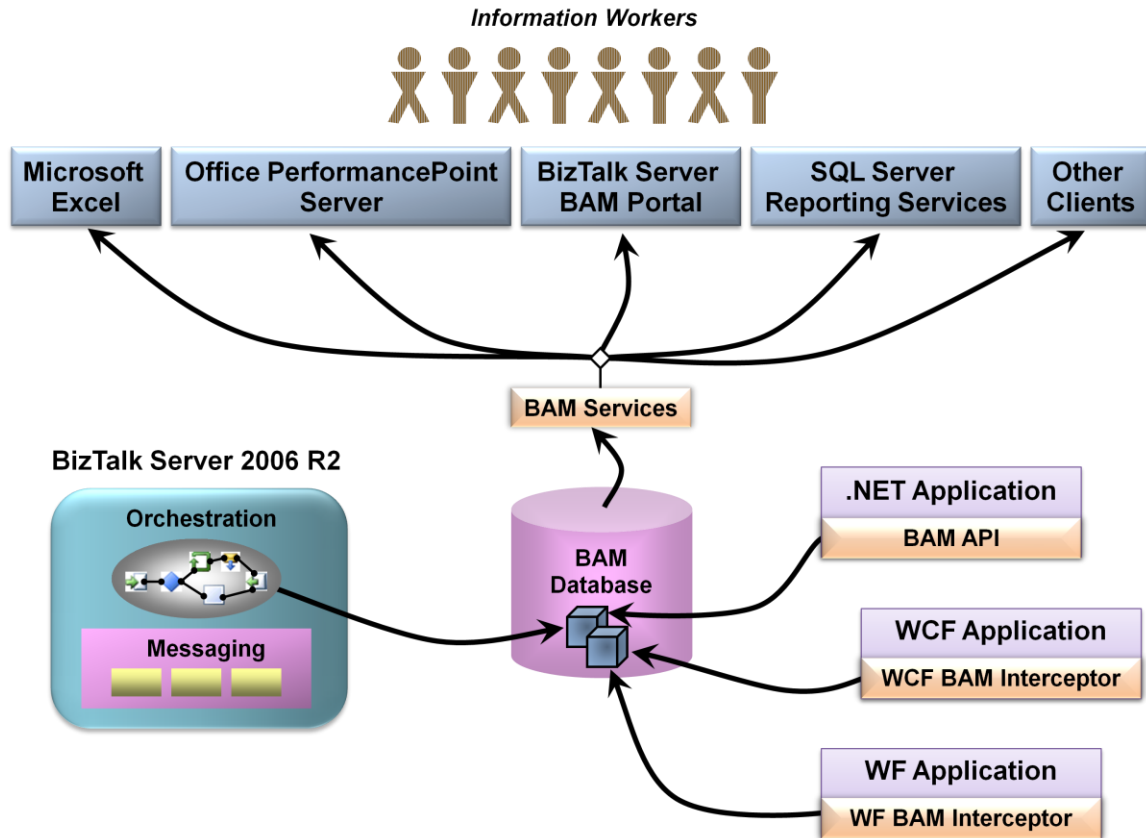 Information Workers
Microsoft
Excel
Office PerformancePoint
Server
BizTalk Server
BAM Portal
SQL Server
Reporting Services
Other
Clients
BAM Services
BizTalk Server 2006 R2
Orchestration
Messaging
BAM
Database
.NET Application
BAM API
WCF Application
WCF BAM Interceptor
WF Application
WF BAM Interceptor